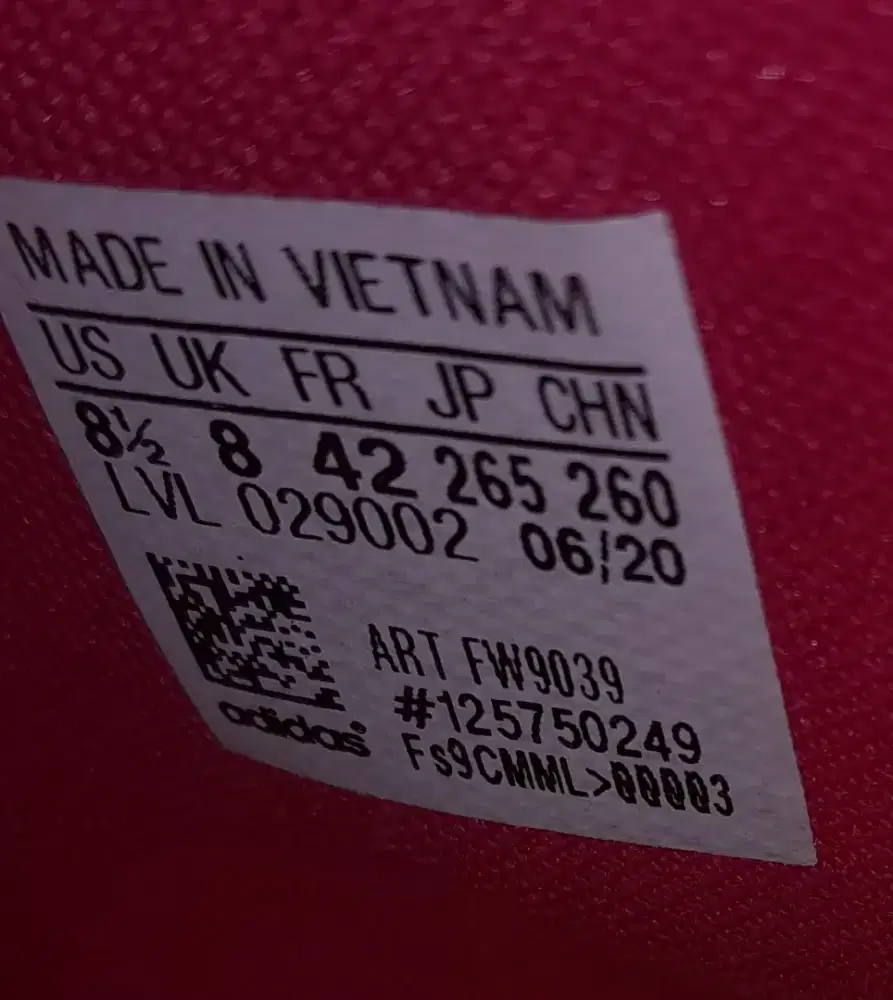 MADE IN VIETNAM
US UK FR JP CHN
8½ 8 42 265 260
LVL 029002 06/20
ART FW9039
#125750249
adidas
Fs9CMML>00003